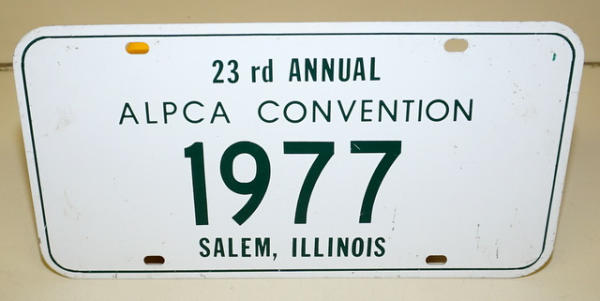 23 rd ANNUAL
ALPCA CONVENTION
1977
SALEM, ILLINOIS